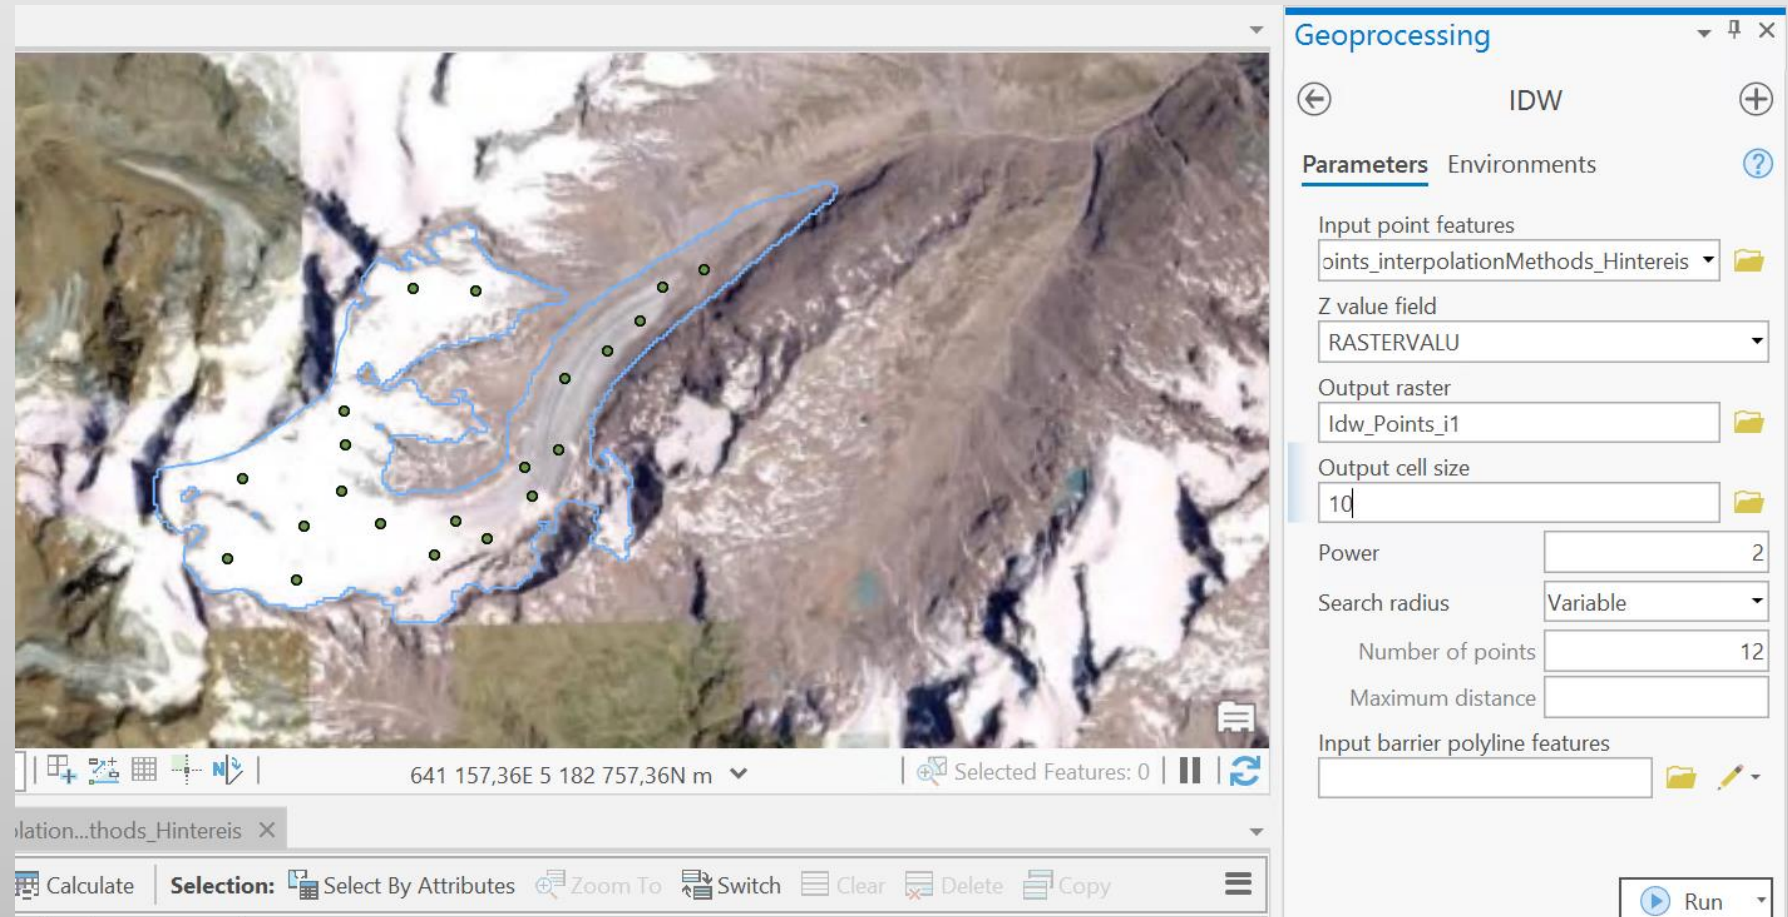 Geoprocessing
IDW
Parameters Environments
Input point features
oints_interpolationMethods_Hintereis
Z value field
RASTERVALU
Output raster
Idw_Points_i1
Output cell size
10
Power 2
Search radius Variable
Number of points 12
Maximum distance
Input barrier polyline features
N
641 157,36E 5 182 757,36N m
Selected Features: 0
olation...thods_Hintereis
Calculate Selection: Select By Attributes Zoom To Switch Clear Delete Copy
Run